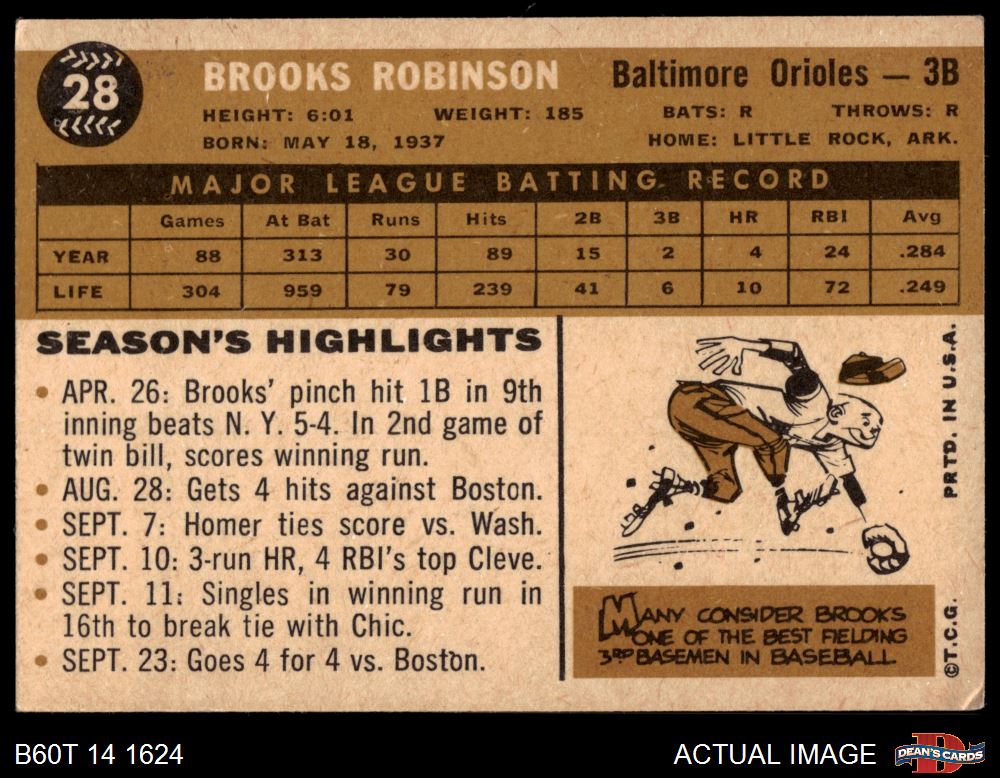 28
BROOKS ROBINSON Baltimore Orioles — 3B
HEIGHT: 6:01 WEIGHT: 185 BATS: R THROWS: R
BORN: MAY 18, 1937 HOME: LITTLE ROCK, ARK.
MAJOR LEAGUE BATTING RECORD
Games At Bat Runs Hits 2B 3B HR RBI Avg
YEAR 88 313 30 89 15 2 4 24 .284
LIFE 304 959 79 239 41 6 10 72 .249
SEASON'S HIGHLIGHTS
• APR. 26: Brooks' pinch hit 1B in 9th
inning beats N. Y. 5-4. In 2nd game of
twin bill, scores winning run.
• AUG. 28: Gets 4 hits against Boston.
• SEPT. 7: Homer ties score vs. Wash.
• SEPT. 10: 3-run HR, 4 RBI's top Cleve.
• SEPT. 11: Singles in winning run in
16th to break tie with Chic.
• SEPT. 23: Goes 4 for 4 vs. Boston.
MANY CONSIDER BROOKS
ONE OF THE BEST FIELDING
3RD BASEMEN IN BASEBALL
©T.C.G. PRTD. IN U.S.A.
B60T 14 1624 ACTUAL IMAGE
DEAN'S CARDS